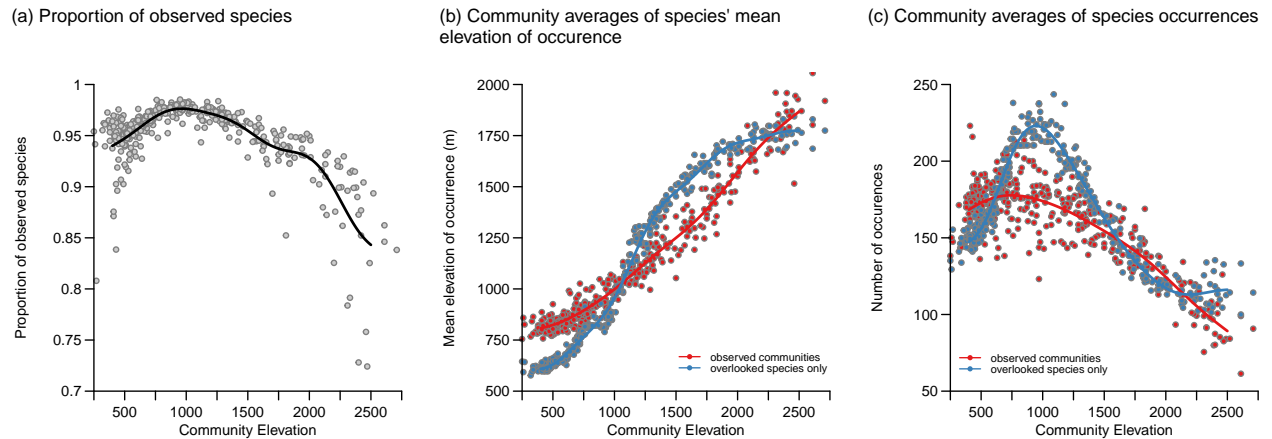 (a) Proportion of observed species
(b) Community averages of species' mean
elevation of occurence
(c) Community averages of species occurrences
Proportion of observed species
1
0.95
0.9
0.85
0.8
0.75
0.7
500
1000
1500
2000
2500
Community Elevation
Mean elevation of occurrence (m)
2000
1750
1500
1250
1000
750
500
observed communities
overlooked species only
500
1000
1500
2000
2500
Community Elevation
Number of occurrences
250
200
150
100
50
observed communities
overlooked species only
500
1000
1500
2000
2500
Community Elevation